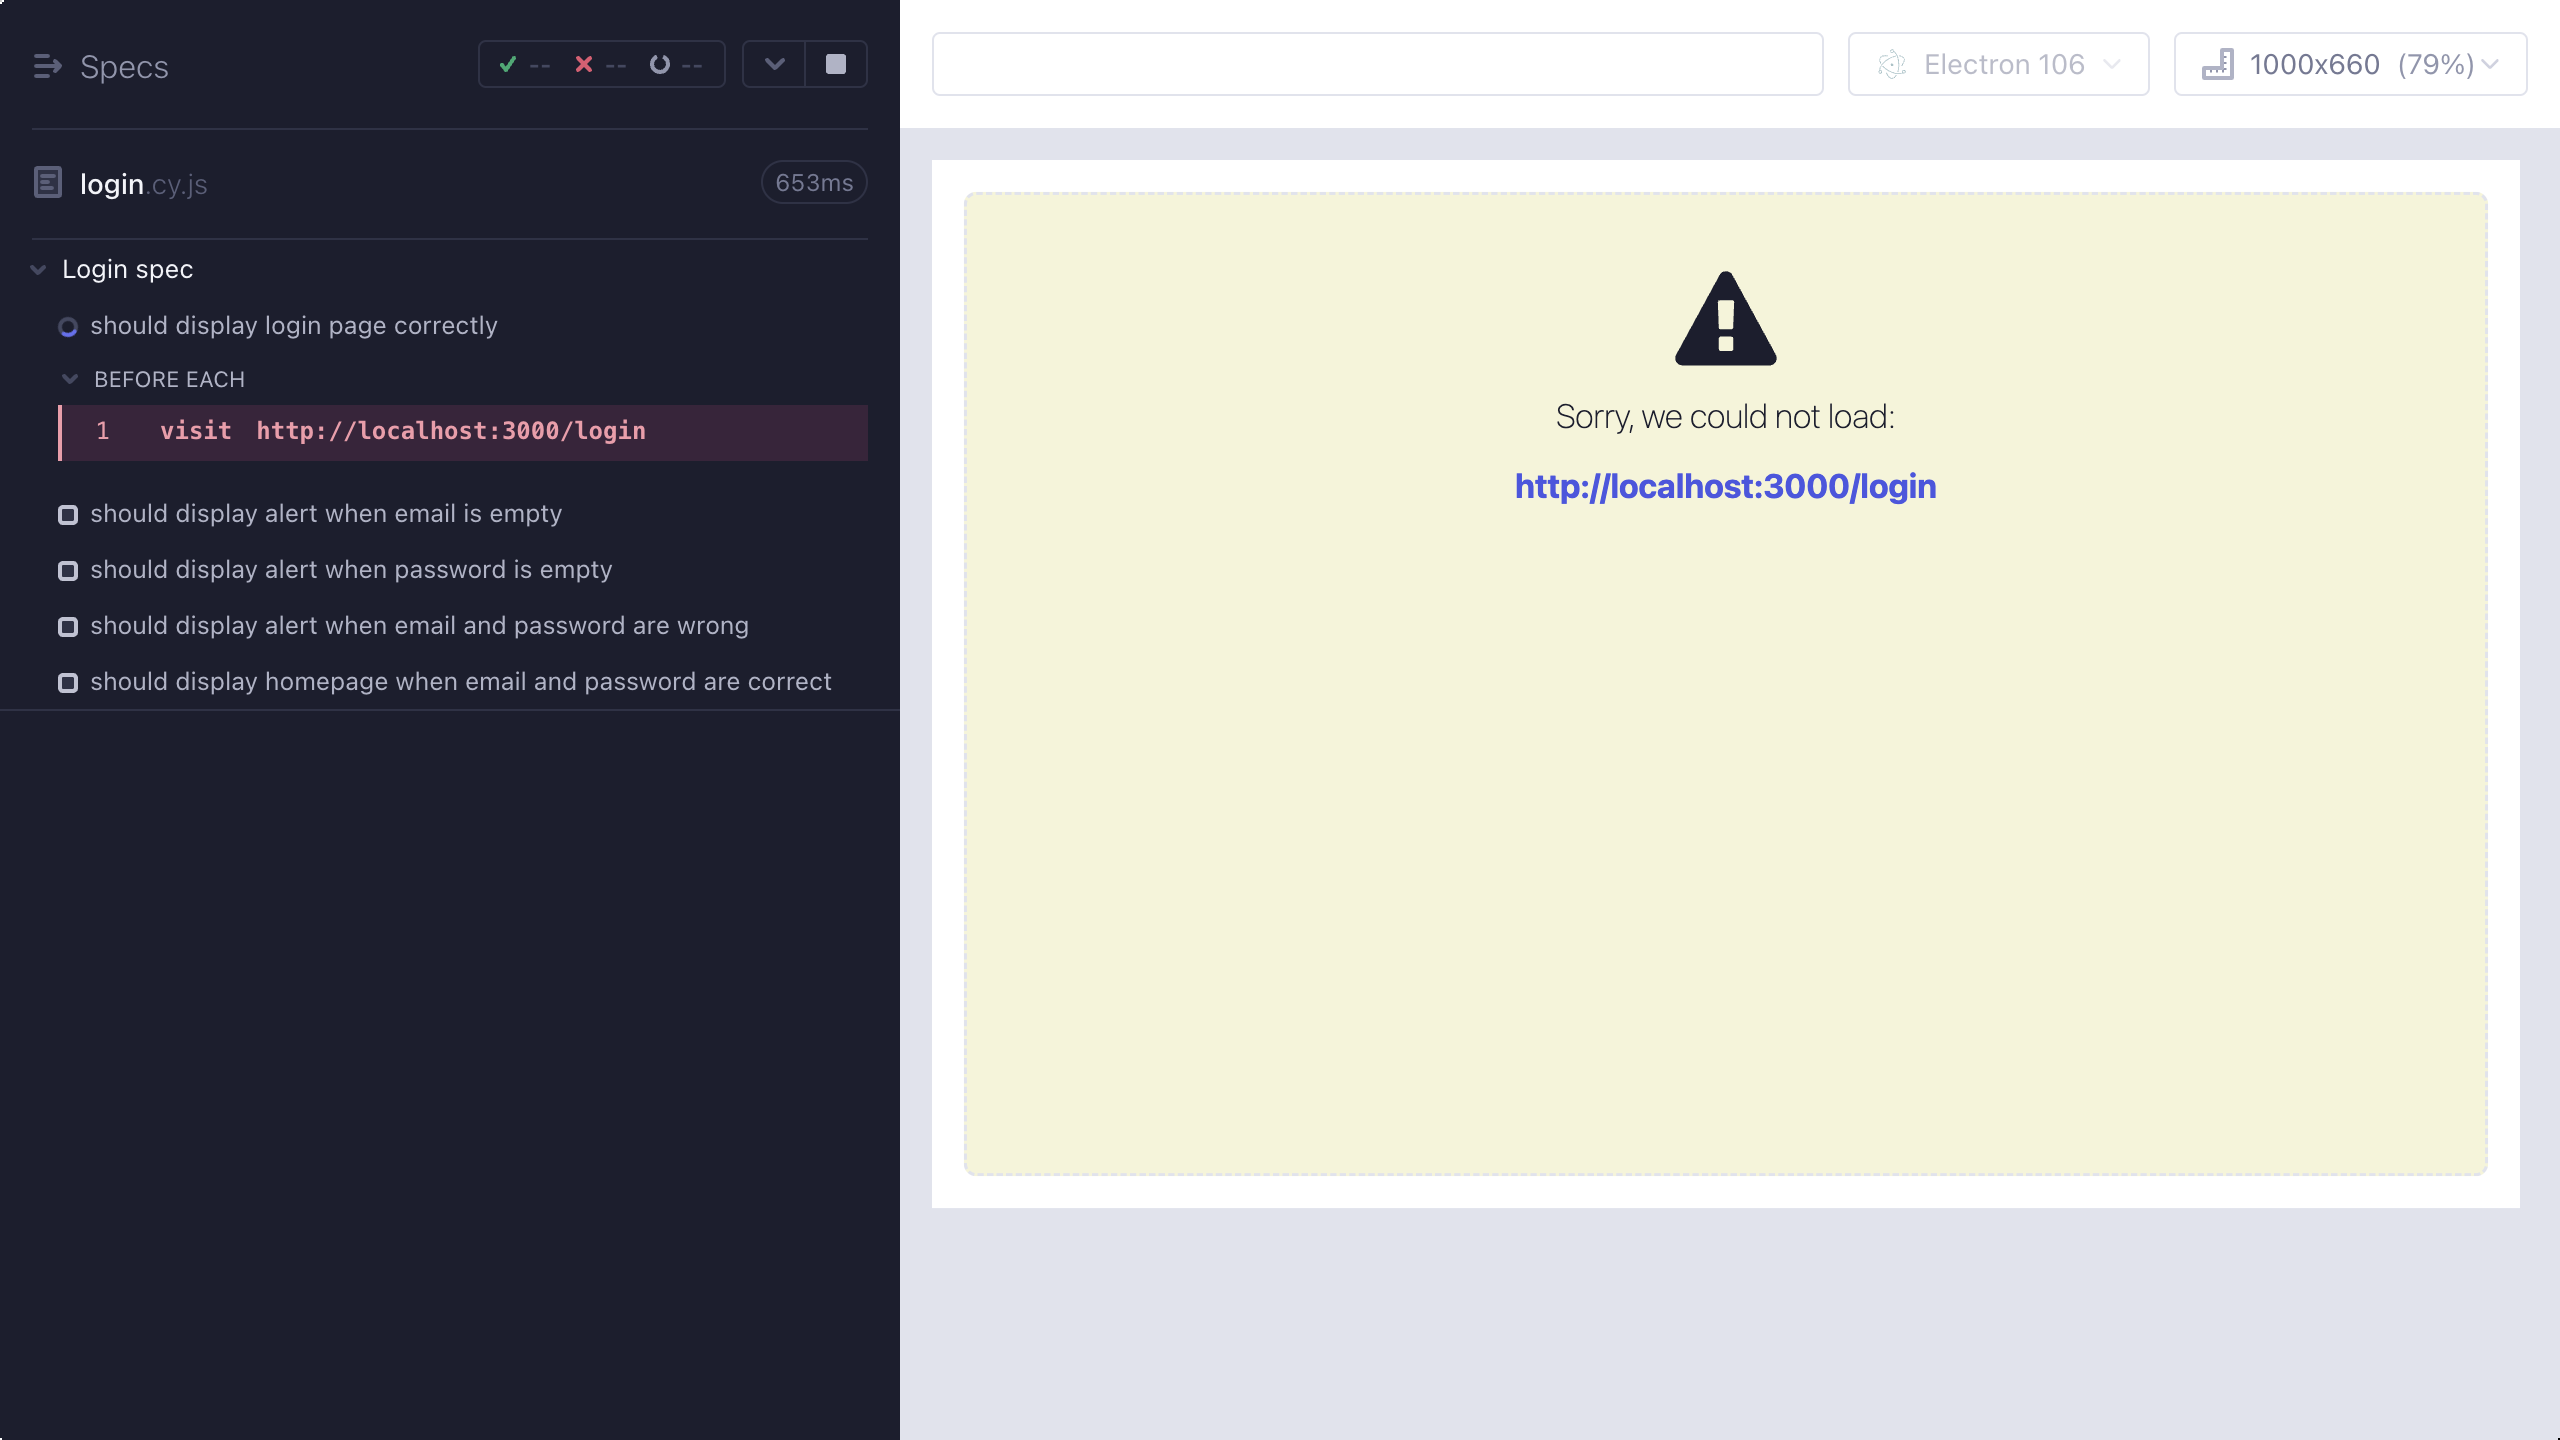 Specs
--
--
--
login.cy.js
653ms
Login spec
should display login page correctly
BEFORE EACH
1 visit http://localhost:3000/login
should display alert when email is empty
should display alert when password is empty
should display alert when email and password are wrong
should display homepage when email and password are correct
Electron 106
1000x660 (79%)
Sorry, we could not load:
http://localhost:3000/login